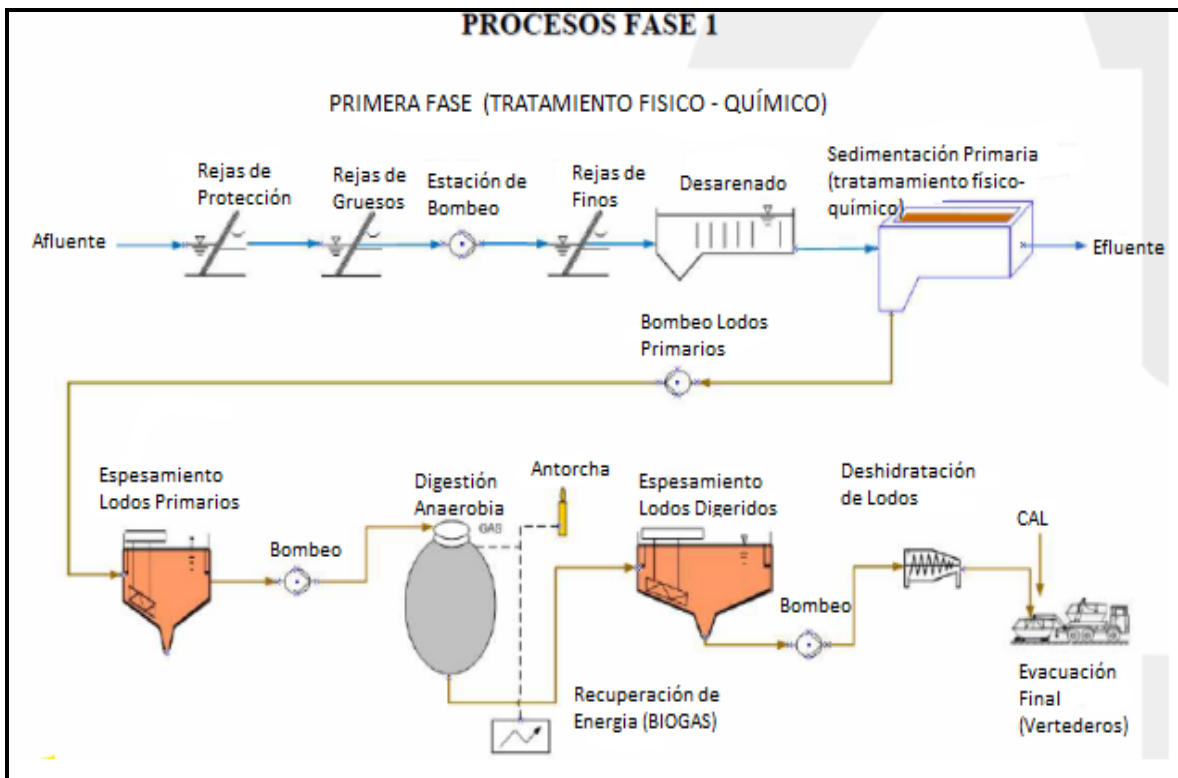 PROCESOS FASE 1
PRIMERA FASE (TRATAMIENTO FISICO - QUÍMICO)
Rejas de
Protección
Rejas de
Gruesos
Estación de
Bombeo
Rejas de
Finos
Desarenado
Sedimentación Primaria
(tratamamiento físico-
químico)
Afluente
Efluente
Bombeo Lodos
Primarios
Espesamiento
Lodos Primarios
Bombeo
Digestión
Anaerobia
GAS
Antorcha
Espesamiento
Lodos Digeridos
Bombeo
Deshidratación
de Lodos
CAL
Recuperación de
Energia (BIOGAS)
Evacuación
Final
(Vertederos)